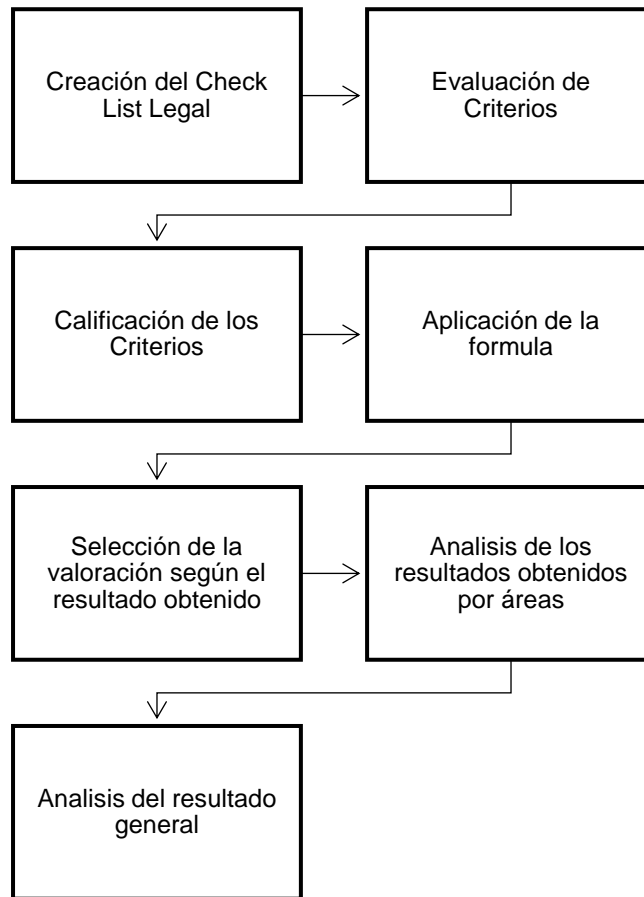 Creación del Check
List Legal
Evaluación de
Criterios
Calificación de los
Criterios
Aplicación de la
formula
Selección de la
valoración según el
resultado obtenido
Analisis de los
resultados obtenidos
por áreas
Analisis del resultado
general